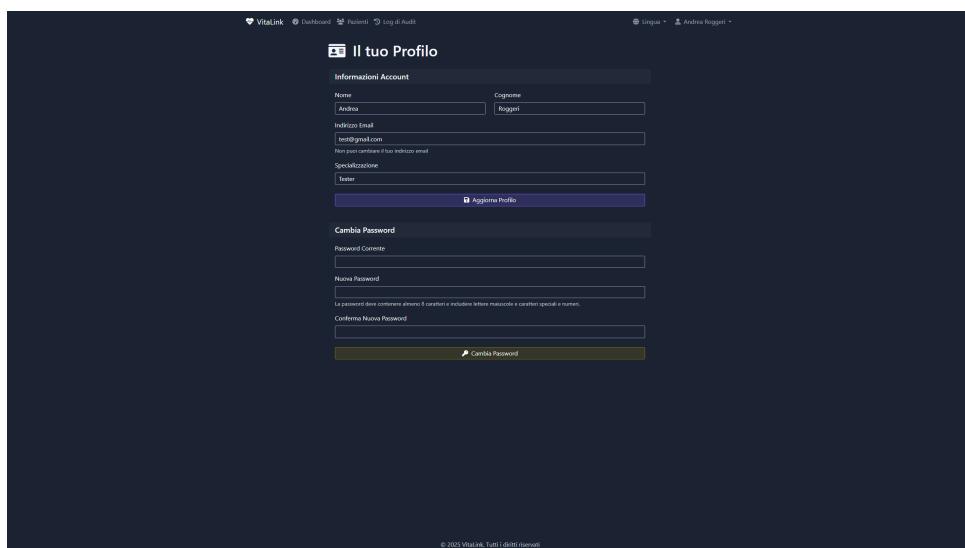 VitaLink Dashboard Pazienti Log di Audit Lingua Andrea Roggeri
Il tuo Profilo
Informazioni Account
Nome Cognome
Andrea Roggeri
Indirizzo Email
test@gmail.com
Non puoi cambiare il tuo indirizzo email
Specializzazione
Tester
Aggiorna Profilo
Cambia Password
Password Corrente
Nuova Password
La password deve contenere almeno 8 caratteri e includere lettere maiuscole e caratteri speciali e numeri.
Conferma Nuova Password
Cambia Password
© 2025 VitaLink. Tutti i diritti riservati